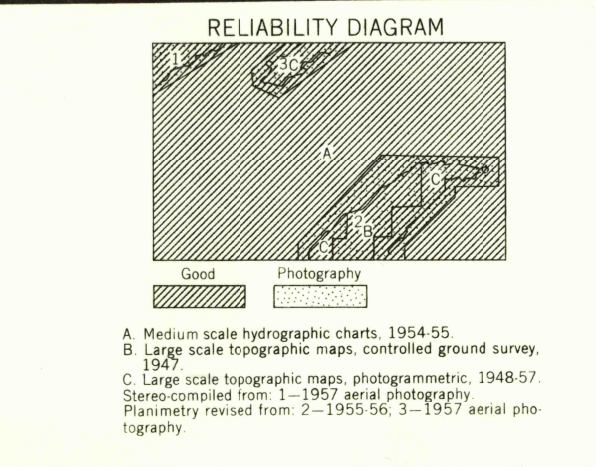 RELIABILITY DIAGRAM
1
3C
A
C
2
B
C
Good Photography
A. Medium scale hydrographic charts, 1954-55.
B. Large scale topographic maps, controlled ground survey,
1947.
C. Large scale topographic maps, photogrammetric, 1948-57.
Stereo-compiled from: 1—1957 aerial photography.
Planimetry revised from: 2—1955-56; 3—1957 aerial pho-
tography.